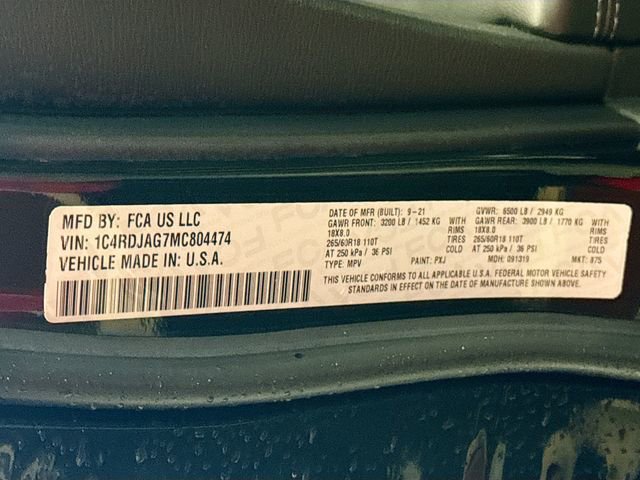 MFD BY: FCA US LLC
VIN: 1C4RDJAG7MC804474
VEHICLE MADE IN: U.S.A.
DATE OF MFR (BUILT): 9-21 GVWR: 6500 LB / 2949 KG
GAWR FRONT: 3200 LB / 1452 KG WITH GAWR REAR: 3900 LB / 1770 KG WITH
18X8.0 RIMS 18X8.0 RIMS
265/60R18 110T TIRES 265/60R18 110T TIRES
AT 250 kPa / 36 PSI COLD AT 250 kPa / 36 PSI COLD
TYPE: MPV PAINT: PXJ MDH: 091319 MKT: 875
THIS VEHICLE CONFORMS TO ALL APPLICABLE U.S.A. FEDERAL MOTOR VEHICLE SAFETY
STANDARDS IN EFFECT ON THE DATE OF MANUFACTURE SHOWN ABOVE.